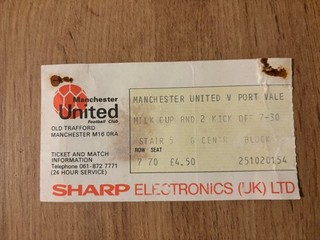 Manchester
United
Football Club
OLD TRAFFORD
MANCHESTER M16 0RA
TICKET AND MATCH
INFORMATION
Telephone 061-872 7771
(24 HOUR SERVICE)
MANCHESTER UNITED V PORT VALE
MILK CUP RND 2 KICK OFF 7-30
STAIR 5 G CENTR BLOCK
ROW SEAT
7 70 £4.50 251020154
SHARP ELECTRONICS (UK) LTD